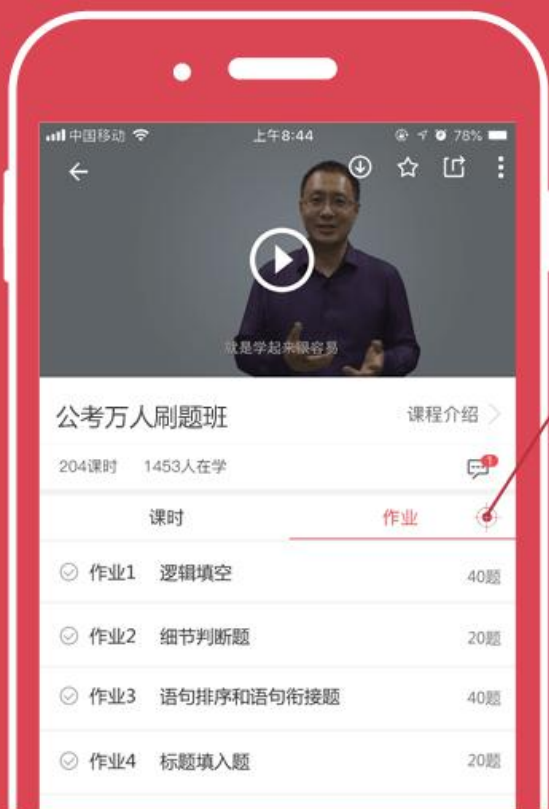 中国移动 上午8:44 78%
就是学起来很容易
公考万人刷题班 课程介绍
204课时 1453人在学 1
课时 作业
作业1 逻辑填空 40题
作业2 细节判断题 20题
作业3 语句排序和语句衔接题 40题
作业4 标题填入题 20题